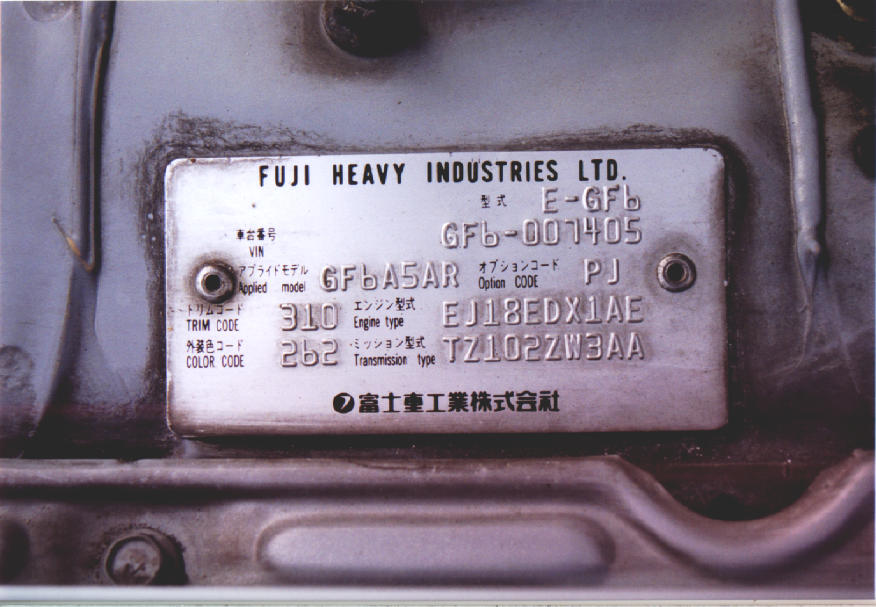 FUJI HEAVY INDUSTRIES LTD.
型式 E-GF6
車台番号 GF6-007405
VIN
アプライドモデル GF6A5AR オプションコード PJ
Applied model Option CODE
トリムコード 310 エンジン型式 EJ18EDX1AE
TRIM CODE Engine type
外装色コード 262 ミッション型式 TZ102ZW3AA
COLOR CODE Transmission type
富士重工業株式会社